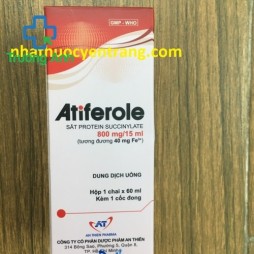 GMP - WHO
nhathuocyentrang.com
Atiferole
SẮT PROTEIN SUCCINYLATE
800 mg/15 ml
(tương đương 40 mg Fe³⁺)
DUNG DỊCH UỐNG
Hộp 1 chai x 60 ml
Kèm 1 cốc đong
AT
AN THIEN PHARMA
CÔNG TY CỔ PHẦN DƯỢC PHẨM AN THIÊN